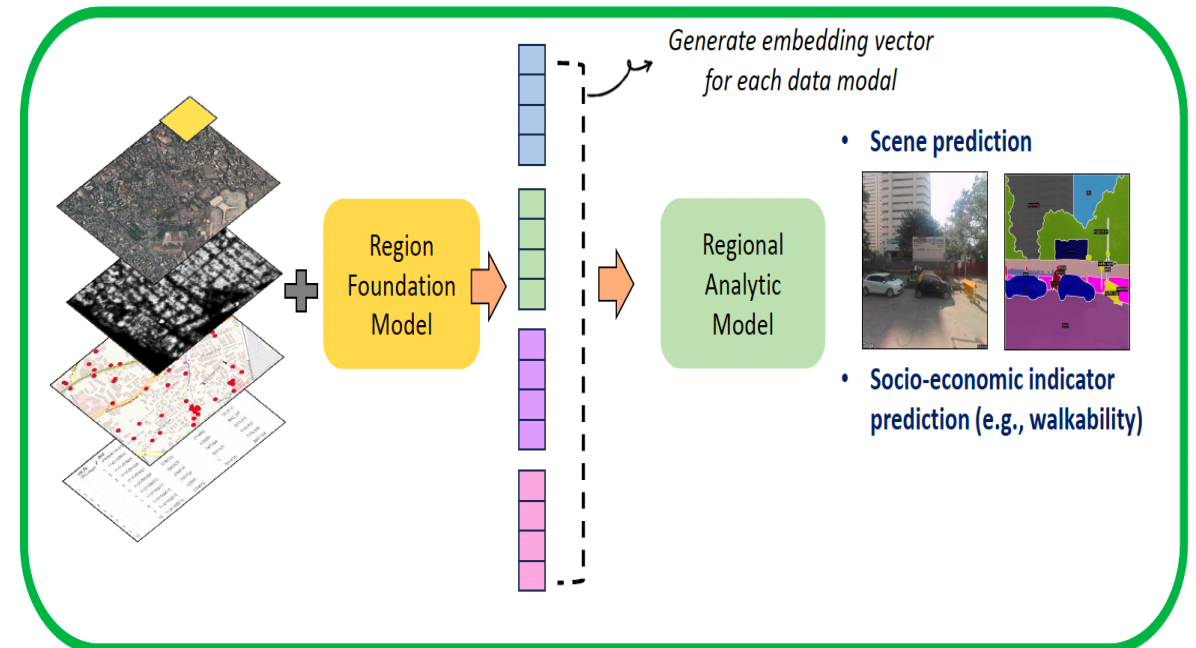 Generate embedding vector
for each data modal
• Scene prediction
Region
Foundation
Model
Regional
Analytic
Model
• Socio-economic indicator
prediction (e.g., walkability)